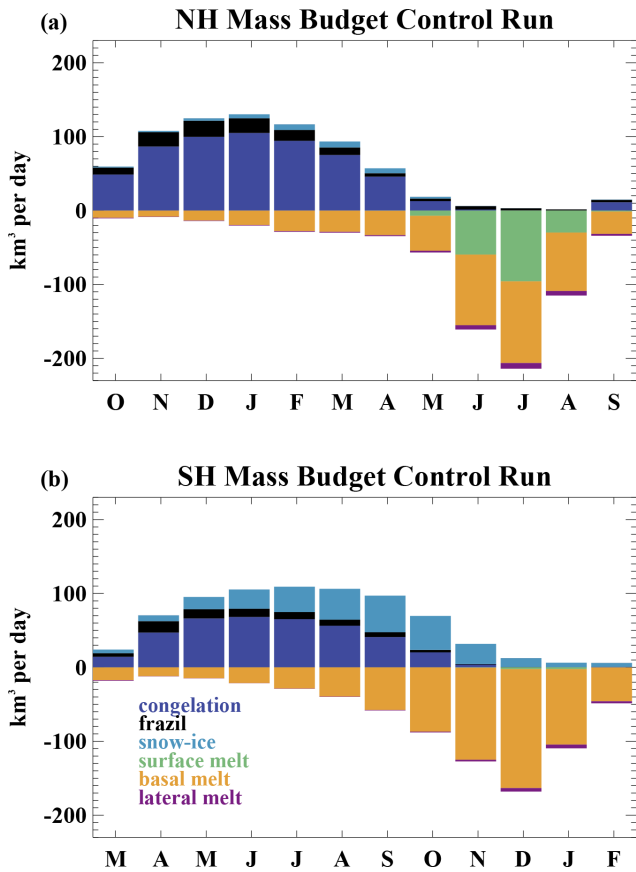 (a) NH Mass Budget Control Run
200
100
0
-100
-200
km³ per day
O N D J F M A M J J A S
(b) SH Mass Budget Control Run
200
100
0
-100
-200
km³ per day
congelation
frazil
snow-ice
surface melt
basal melt
lateral melt
M A M J J A S O N D J F